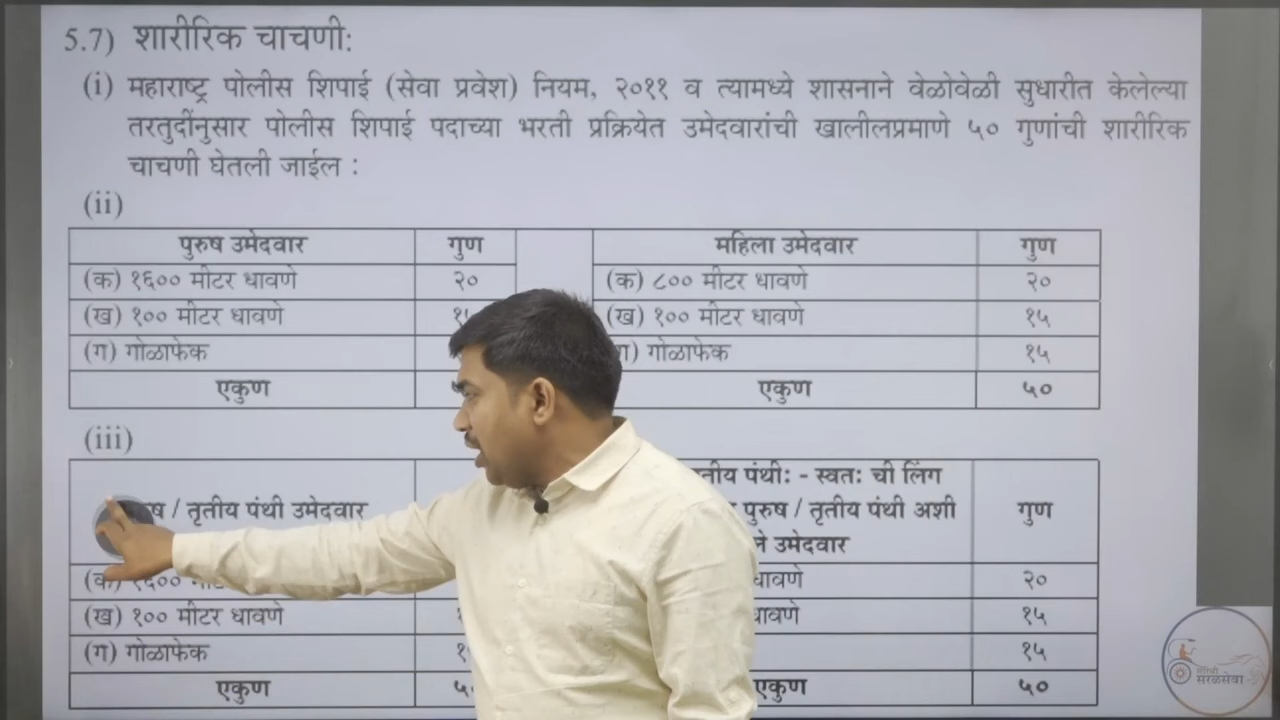 5.7) शारीरिक चाचणी:
(i) महाराष्ट्र पोलीस शिपाई (सेवा प्रवेश) नियम, २०११ व त्यामध्ये शासनाने वेळोवेळी सुधारीत केलेल्या
तरतुदींनुसार पोलीस शिपाई पदाच्या भरती प्रक्रियेत उमेदवारांची खालीलप्रमाणे ५० गुणांची शारीरिक
चाचणी घेतली जाईल :
(ii)
पुरुष उमेदवार गुण महिला उमेदवार गुण
(क) १६०० मीटर धावणे २० (क) ८०० मीटर धावणे २०
(ख) १०० मीटर धावणे (ख) १०० मीटर धावणे १५
(ग) गोळाफेक गोळाफेक १५
एकुण एकुण ५०
(iii)
पंथी: - स्वत: ची लिंग
/ तृतीय पंथी उमेदवार पुरुष / तृतीय पंथी अशी गुण
उमेदवार
(क) धावणे २०
(ख) १०० मीटर धावणे धावणे १५
(ग) गोळाफेक १५
एकुण एकुण ५०
सरळसेवा